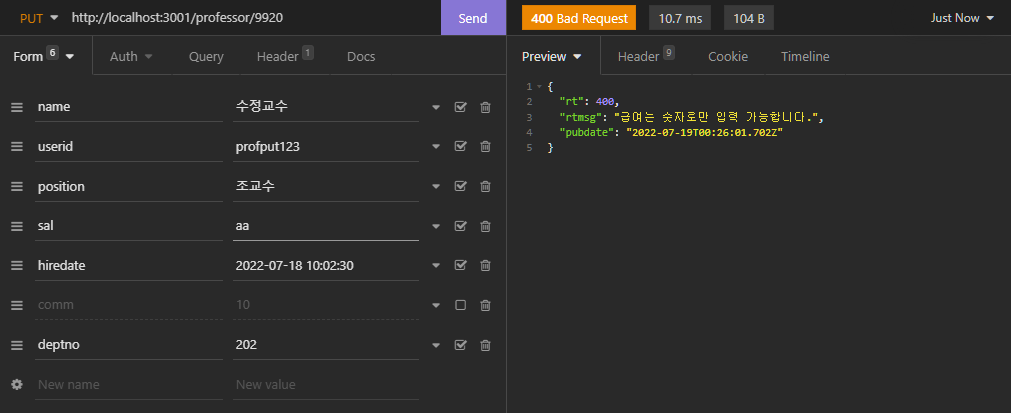 PUT http://localhost:3001/professor/9920 Send 400 Bad Request 10.7 ms 104 B Just Now
Form 6 Auth Query Header 1 Docs Preview Header 9 Cookie Timeline
name 수정교수
userid profput123
position 조교수
sal aa
hiredate 2022-07-18 10:02:30
comm 10
deptno 202
New name New value
1 {
2 "rt": 400,
3 "rtmsg": "급여는 숫자로만 입력 가능합니다.",
4 "pubdate": "2022-07-19T00:26:01.702Z"
5 }